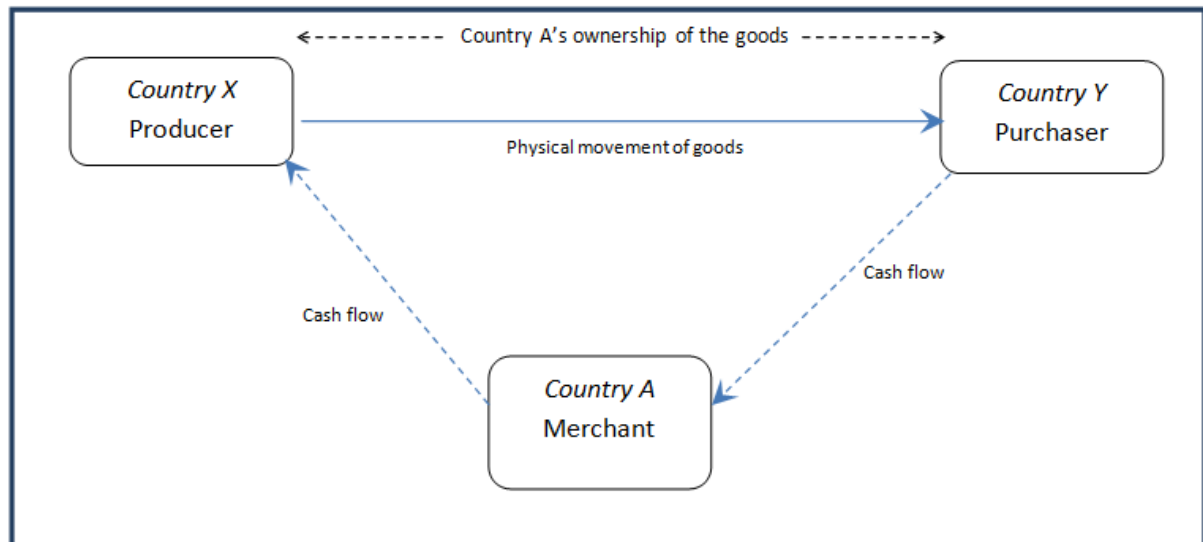 Country A’s ownership of the goods
Country X
Producer
Country Y
Purchaser
Physical movement of goods
Cash flow
Cash flow
Country A
Merchant